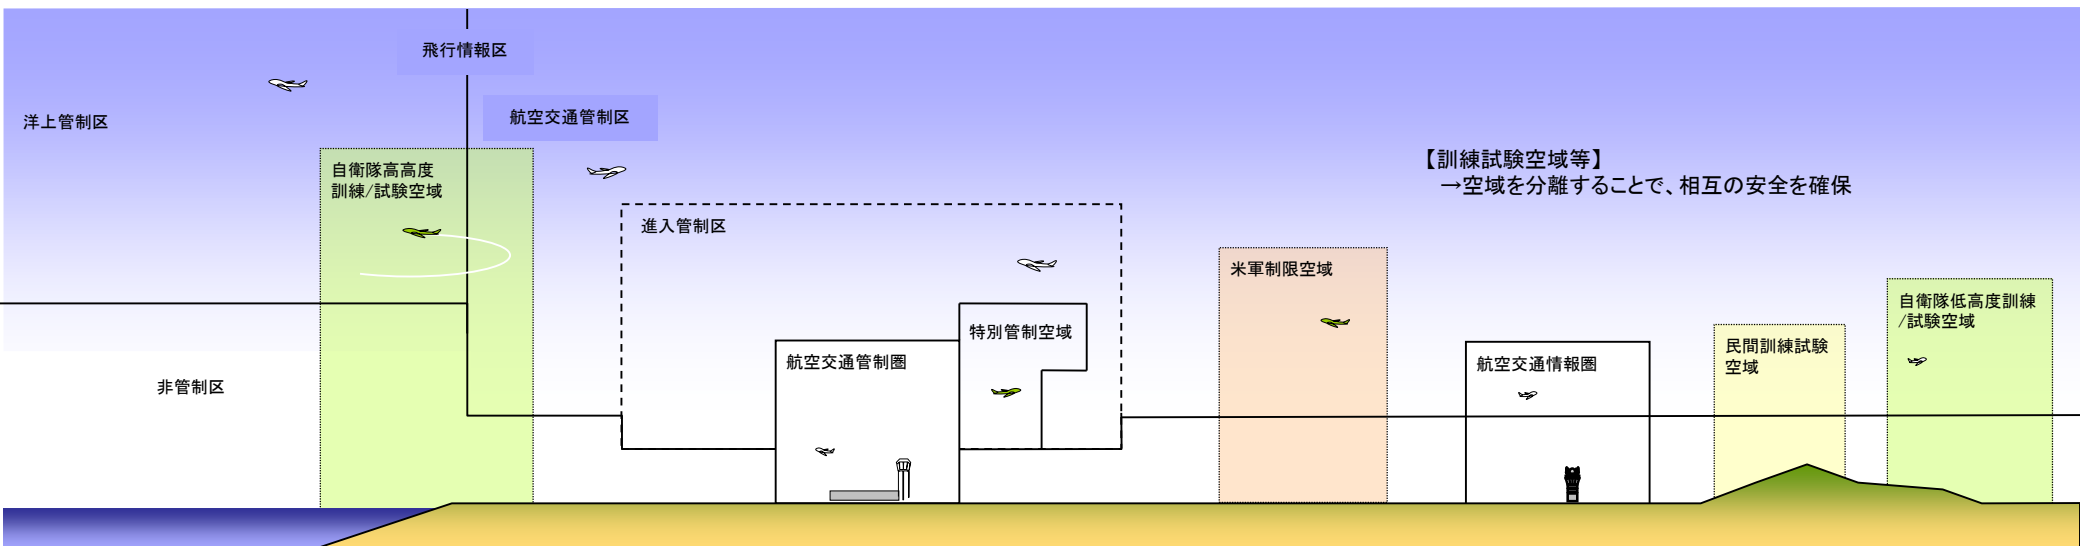 飛行情報区
航空交通管制区
洋上管制区
自衛隊高高度
訓練/試験空域
【訓練試験空域等】
→空域を分離することで、相互の安全を確保
進入管制区
米軍制限空域
特別管制空域
航空交通管制圏
航空交通情報圏
民間訓練試験
空域
自衛隊低高度訓練
/試験空域
非管制区